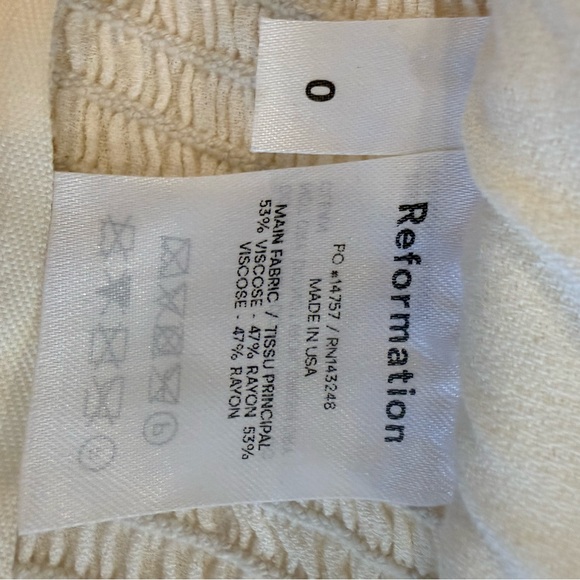 0
Reformation
PO #14757 / RN143248
MADE IN USA
MAIN FABRIC / TISSU PRINCIPAL
53% VISCOSE - 47% RAYON 53%
VISCOSE - 47% RAYON